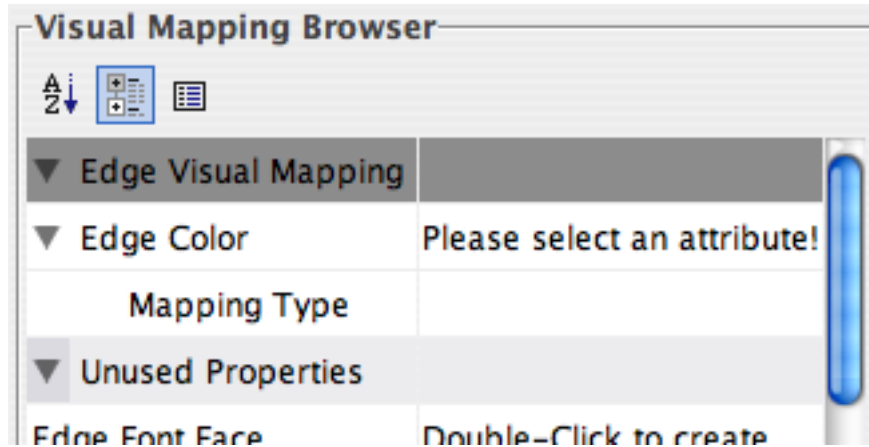 Visual Mapping Browser
A
Z
Edge Visual Mapping
Edge Color Please select an attribute!
Mapping Type
Unused Properties
Edge Font Face Double-Click to create